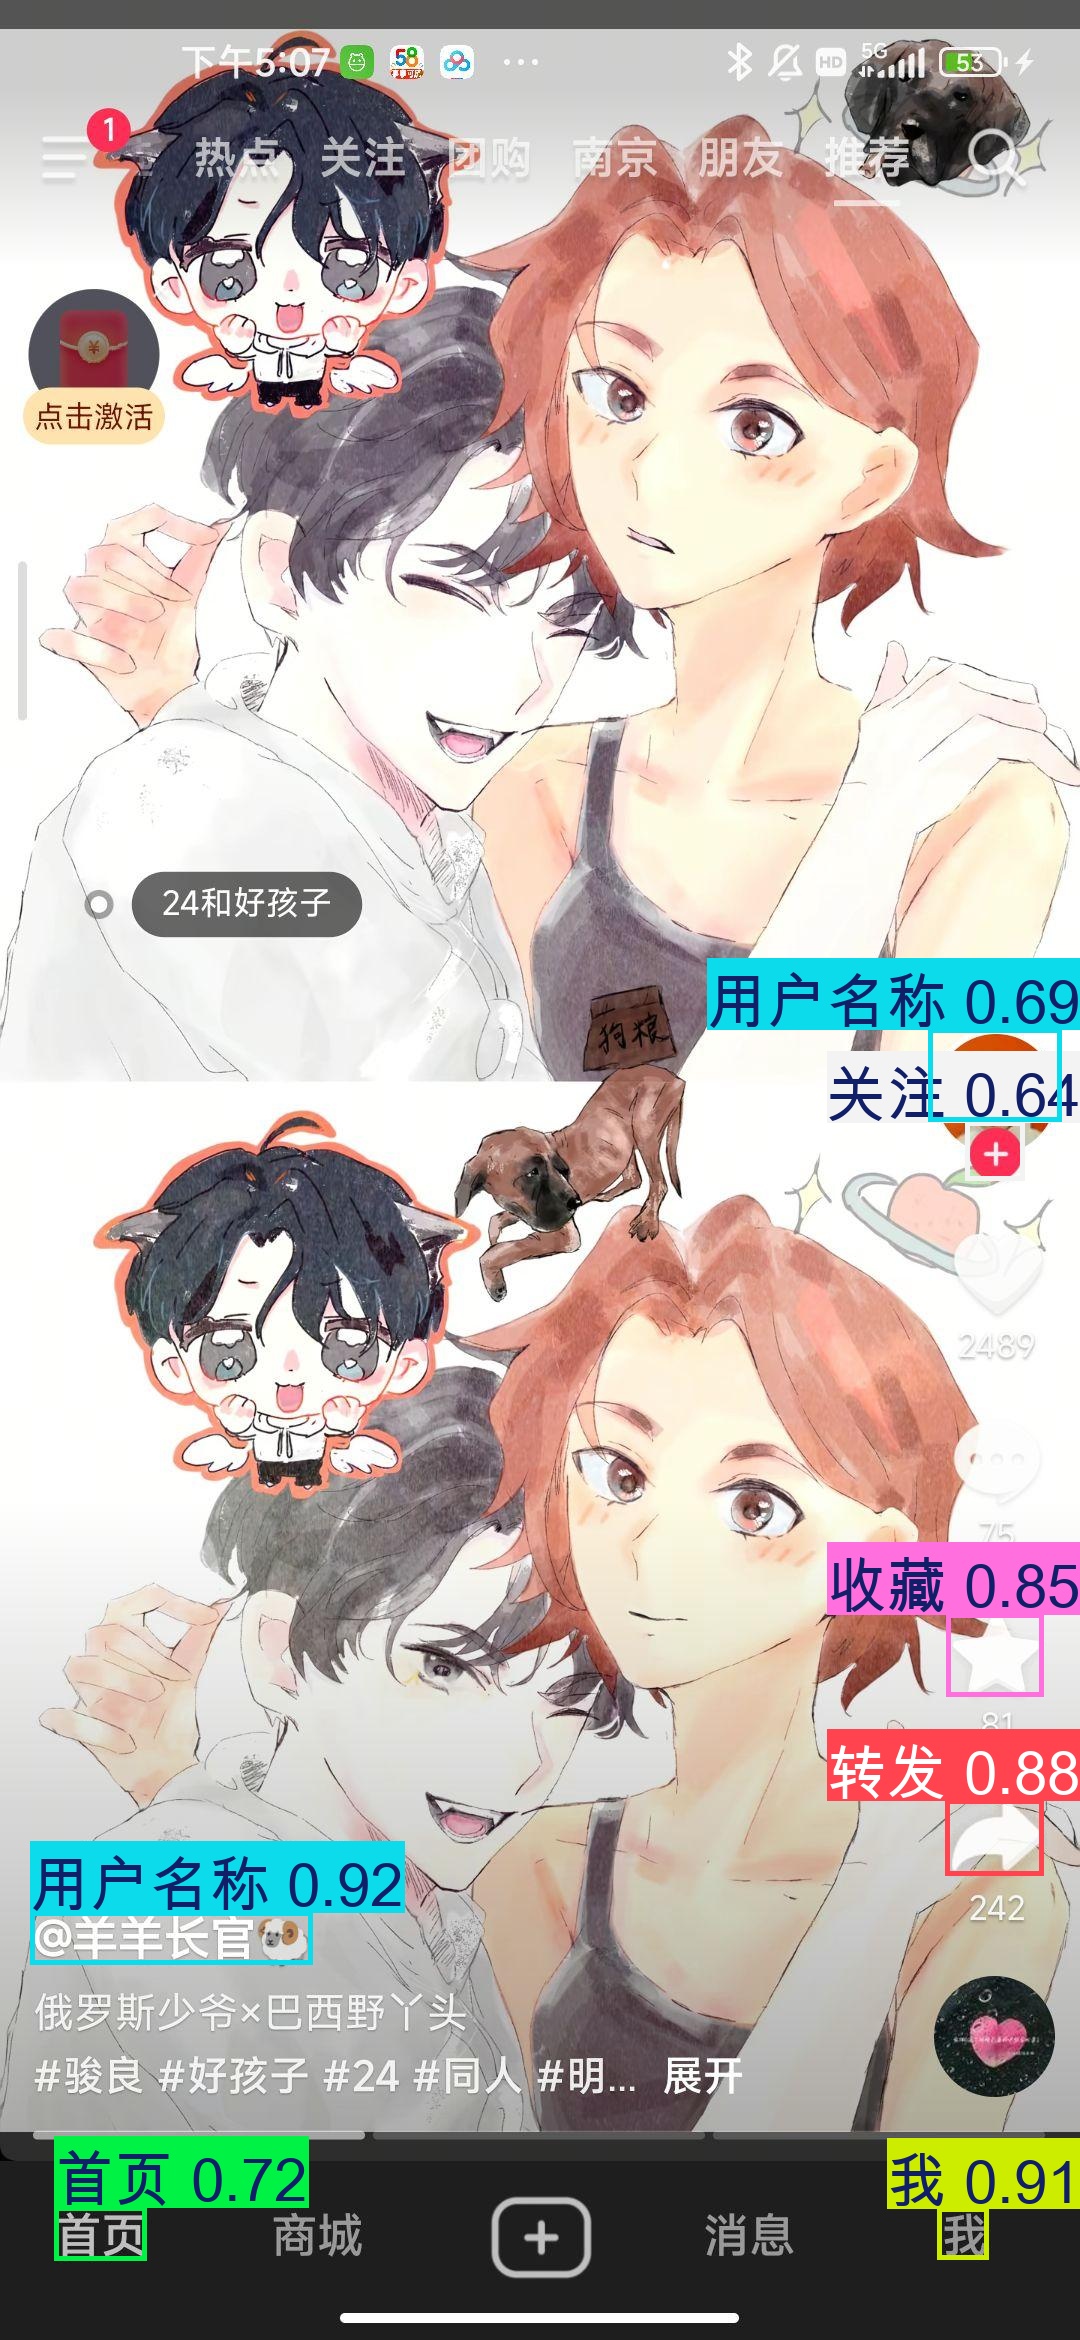 下午5:07
58
HD
5G
53
1
热点 关注 团购 南京 朋友 推荐
点击激活
24和好孩子
狗粮
用户名称 0.69
关注 0.64
2489
75
收藏 0.85
81
转发 0.88
242
用户名称 0.92
@羊羊长官
俄罗斯少爷×巴西野丫头
#骏良 #好孩子 #24 #同人 #明... 展开
首页 0.72
我 0.91
首页 商城 消息 我